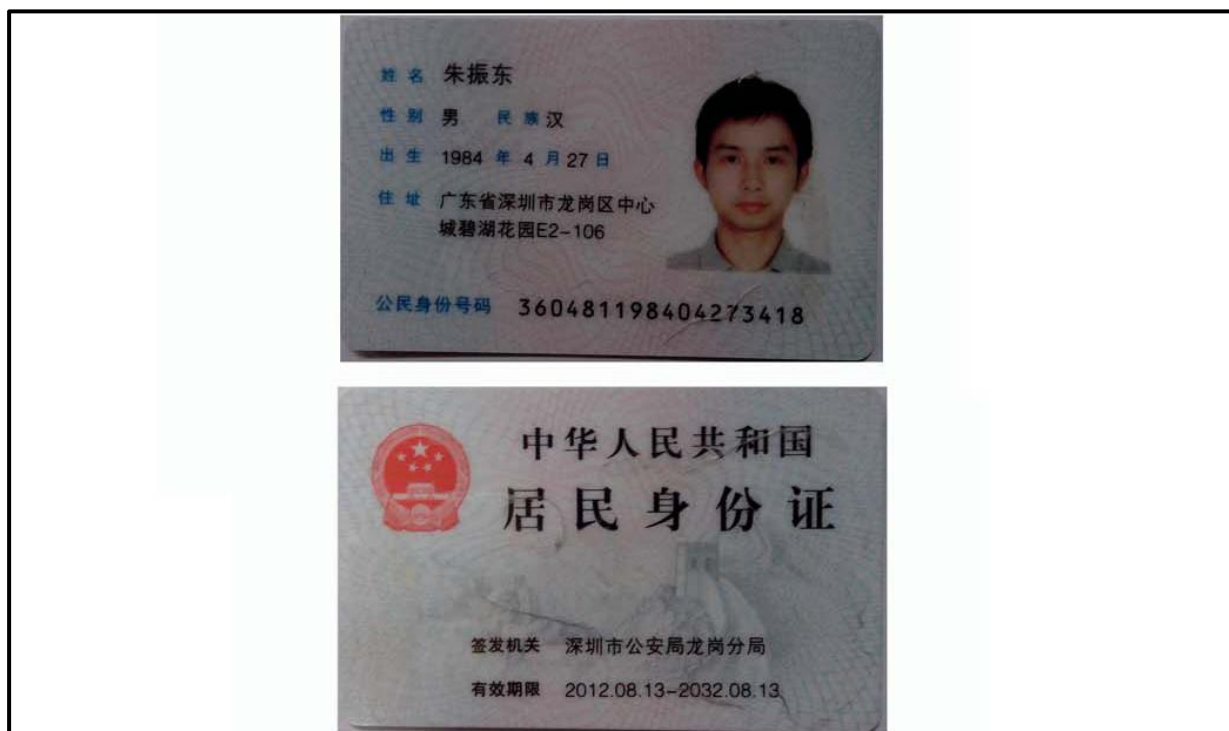 姓名 朱振东
性别 男 民族 汉
出生 1984 年 4 月 27 日
住址 广东省深圳市龙岗区中心
城碧湖花园E2-106
公民身份号码 360481198404273418
中华人民共和国
居民身份证
签发机关 深圳市公安局龙岗分局
有效期限 2012.08.13-2032.08.13